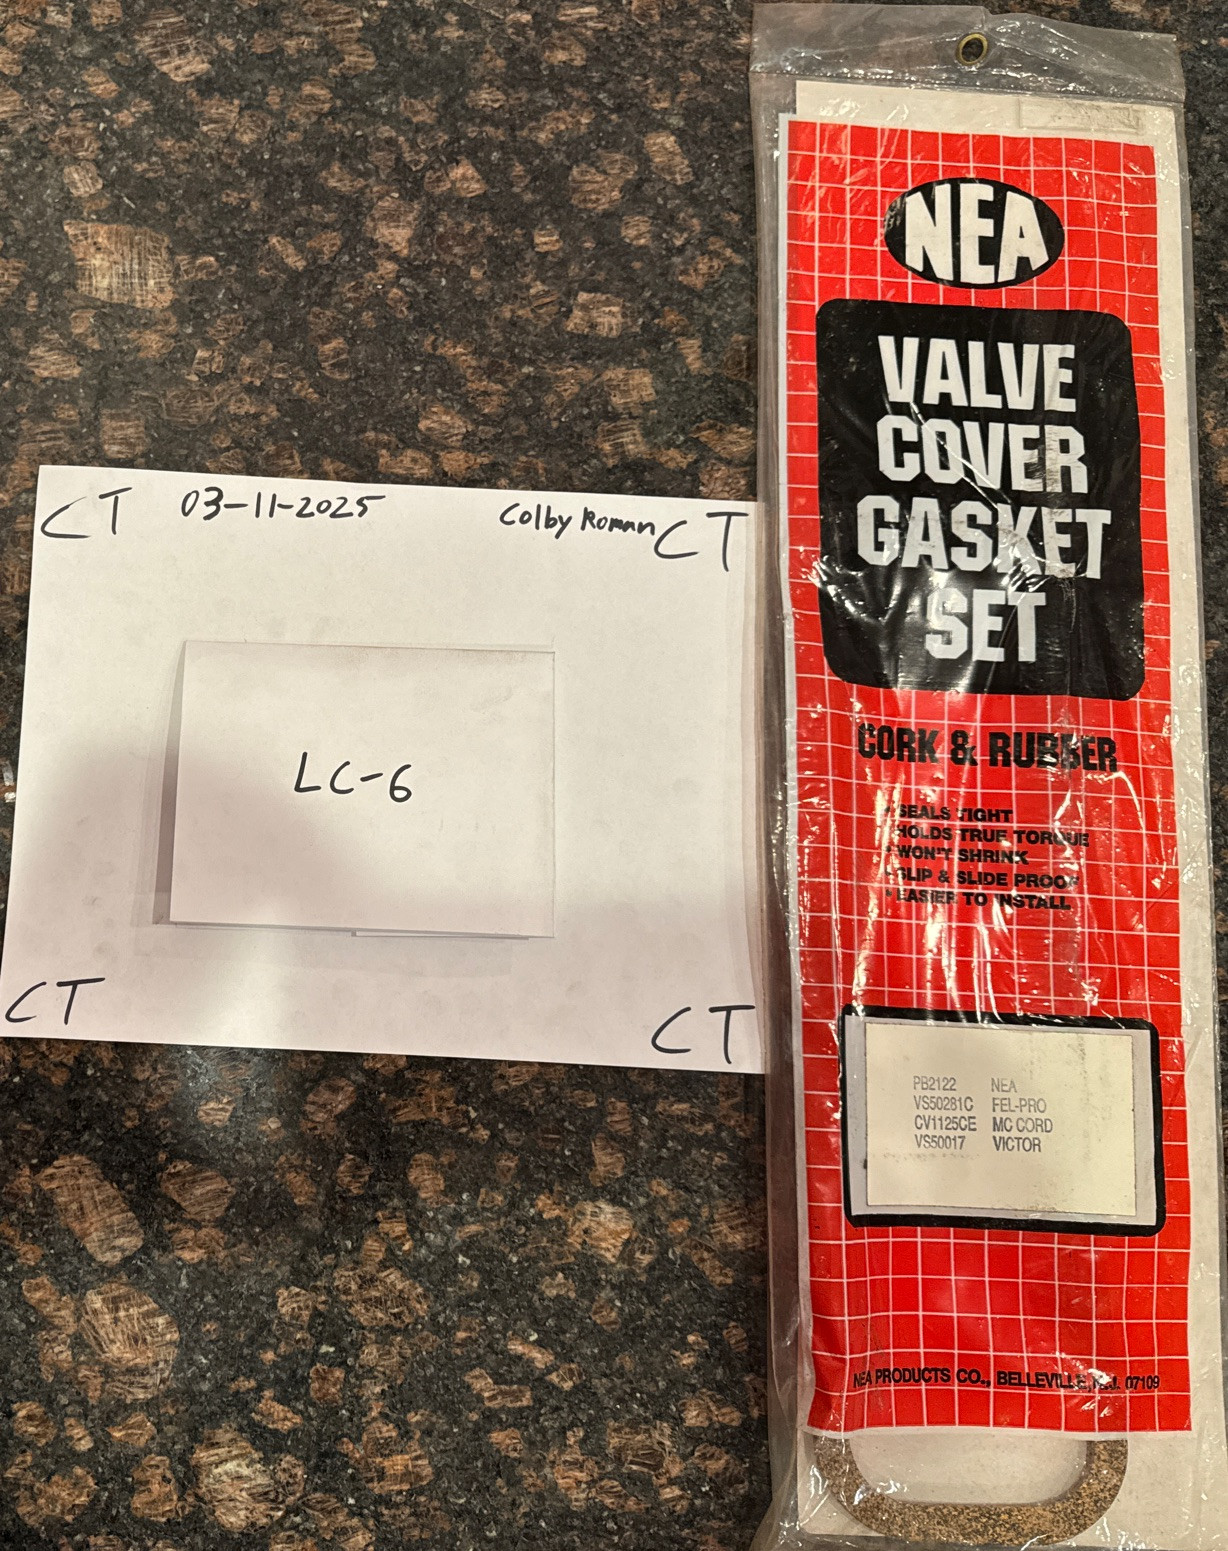 CT 03-11-2025 Colby Roman CT
LC-6
CT CT
NEA
VALVE
COVER
GASKET
SET
CORK & RUBBER
• SEALS TIGHT
• HOLDS TRUE TORQUE
• WON'T SHRINK
• SLIP & SLIDE PROOF
• EASIER TO INSTALL
PB2122 NEA
VS50281C FEL-PRO
CV1125CE MC CORD
VS50017 VICTOR
NEA PRODUCTS CO., BELLEVILLE, N.J. 07109